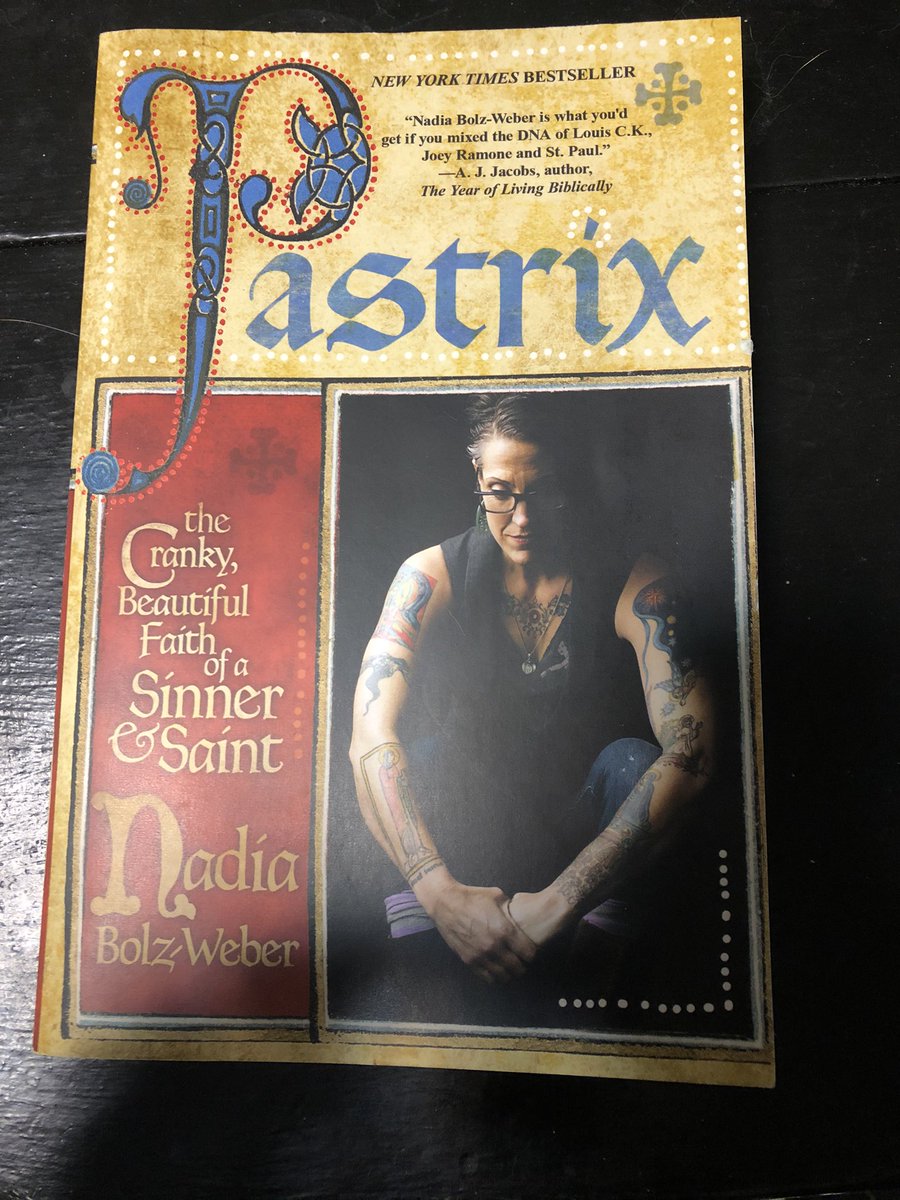 NEW YORK TIMES BESTSELLER
“Nadia Bolz-Weber is what you'd
get if you mixed the DNA of Louis C.K.,
Joey Ramone and St. Paul.”
—A. J. Jacobs, author,
The Year of Living Biblically
Pastrix
the
Cranky,
Beautiful
Faith
of a
Sinner
& Saint
Nadia
Bolz-Weber